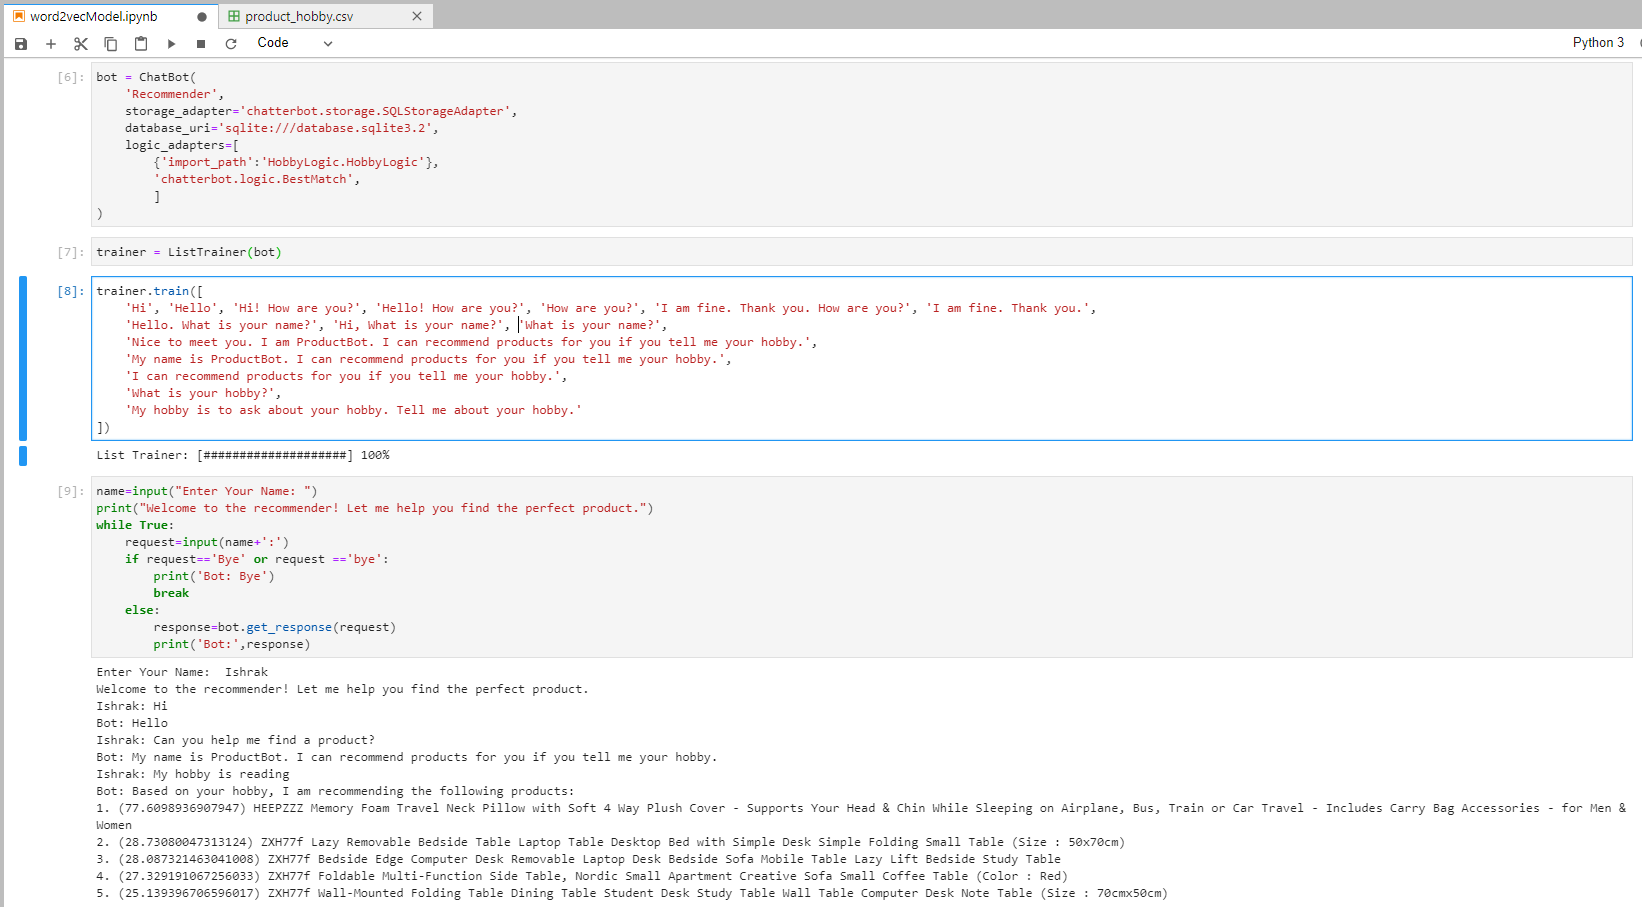 word2vecModel.ipynb
product_hobby.csv
Code
Python 3
[6]:
bot = ChatBot(
'Recommender',
storage_adapter='chatterbot.storage.SQLStorageAdapter',
database_uri='sqlite:///database.sqlite3.2',
logic_adapters=[
{'import_path':'HobbyLogic.HobbyLogic'},
'chatterbot.logic.BestMatch',
]
)
[7]:
trainer = ListTrainer(bot)
[8]:
trainer.train([
'Hi', 'Hello', 'Hi! How are you?', 'Hello! How are you?', 'How are you?', 'I am fine. Thank you. How are you?', 'I am fine. Thank you.',
'Hello. What is your name?', 'Hi, What is your name?', 'What is your name?',
'Nice to meet you. I am ProductBot. I can recommend products for you if you tell me your hobby.',
'My name is ProductBot. I can recommend products for you if you tell me your hobby.',
'I can recommend products for you if you tell me your hobby.',
'What is your hobby?',
'My hobby is to ask about your hobby. Tell me about your hobby.'
])
List Trainer: [####################] 100%
[9]:
name=input("Enter Your Name: ")
print("Welcome to the recommender! Let me help you find the perfect product.")
while True:
request=input(name+':')
if request=='Bye' or request =='bye':
print('Bot: Bye')
break
else:
response=bot.get_response(request)
print('Bot:',response)
Enter Your Name:  Ishrak
Welcome to the recommender! Let me help you find the perfect product.
Ishrak: Hi
Bot: Hello
Ishrak: Can you help me find a product?
Bot: My name is ProductBot. I can recommend products for you if you tell me your hobby.
Ishrak: My hobby is reading
Bot: Based on your hobby, I am recommending the following products:
1. (77.6098936907947) HEEPZZZ Memory Foam Travel Neck Pillow with Soft 4 Way Plush Cover - Supports Your Head & Chin While Sleeping on Airplane, Bus, Train or Car Travel - Includes Carry Bag Accessories - for Men &
Women
2. (28.73080047313124) ZXH77f Lazy Removable Bedside Table Laptop Table Desktop Bed with Simple Desk Simple Folding Small Table (Size : 50x70cm)
3. (28.087321463041008) ZXH77f Bedside Edge Computer Desk Removable Laptop Desk Bedside Sofa Mobile Table Lazy Lift Bedside Study Table
4. (27.329191067256033) ZXH77f Foldable Multi-Function Side Table, Nordic Small Apartment Creative Sofa Small Coffee Table (Color : Red)
5. (25.139396706596017) ZXH77f Wall-Mounted Folding Table Dining Table Student Desk Study Table Wall Table Computer Desk Note Table (Size : 70cmx50cm)